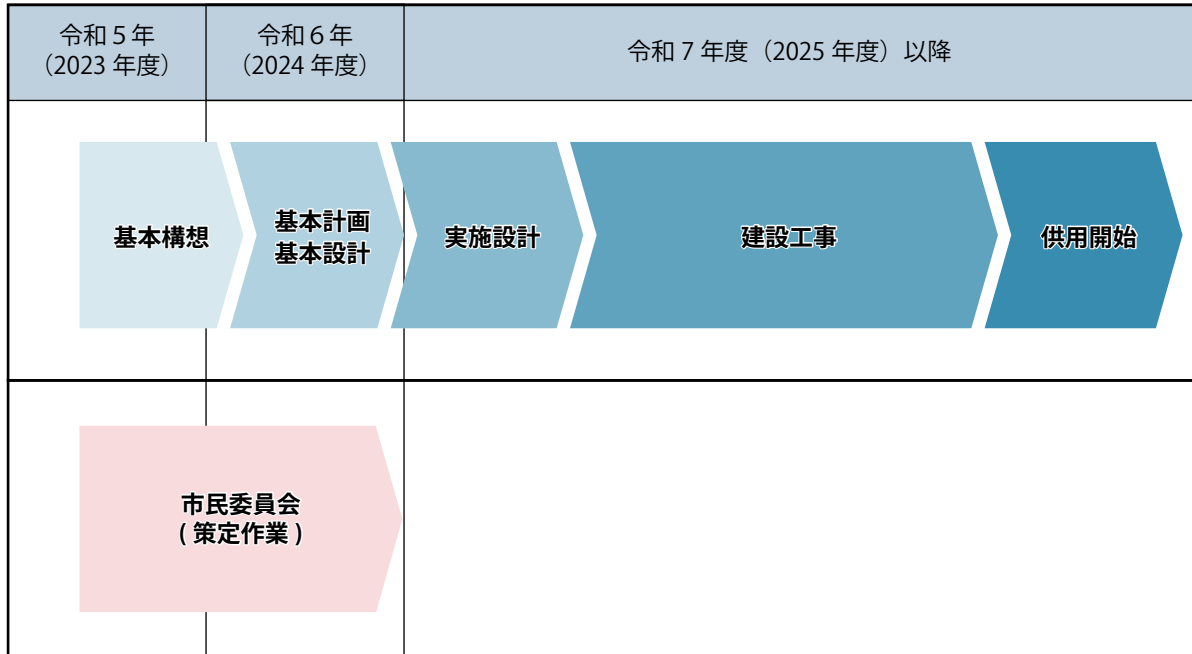 令和５年
（2023 年度）
令和６年
（2024 年度）
令和 7 年度（2025 年度）以降
基本構想
基本計画
基本設計
実施設計
建設工事
供用開始
市民委員会
( 策定作業 )